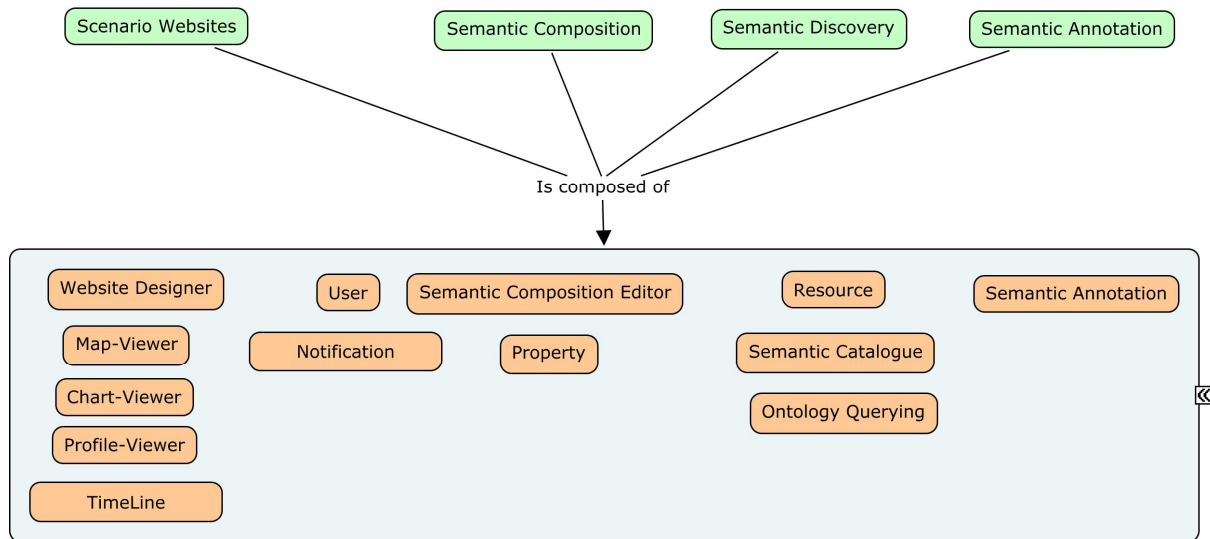 Scenario Websites
Semantic Composition
Semantic Discovery
Semantic Annotation
Is composed of
Website Designer
User
Semantic Composition Editor
Resource
Semantic Annotation
Map-Viewer
Notification
Property
Semantic Catalogue
Chart-Viewer
Ontology Querying
Profile-Viewer
TimeLine